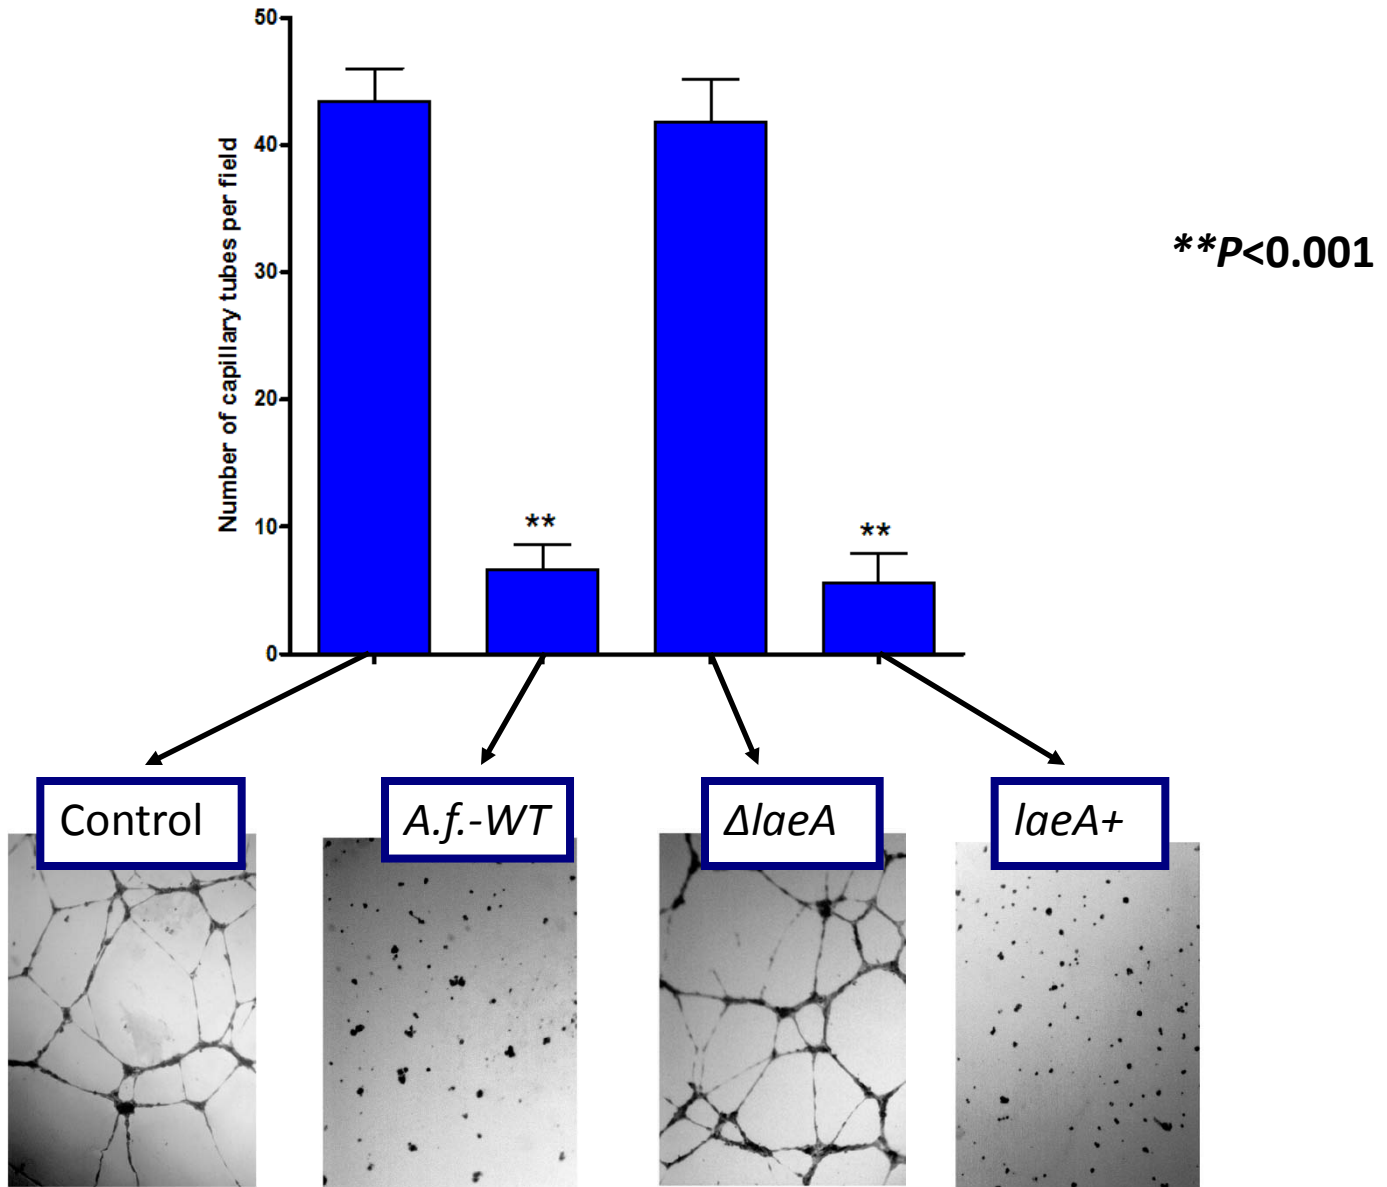 50
40
30
20
10
0
Number of capillary tubes per field
**
**
**P<0.001
Control
A.f.-WT
ΔlaeA
laeA+